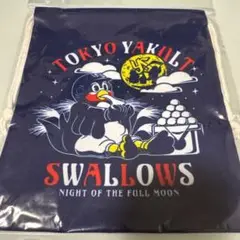 TOKYO YAKULT
SWALLOWS
NIGHT OF THE FULL MOON